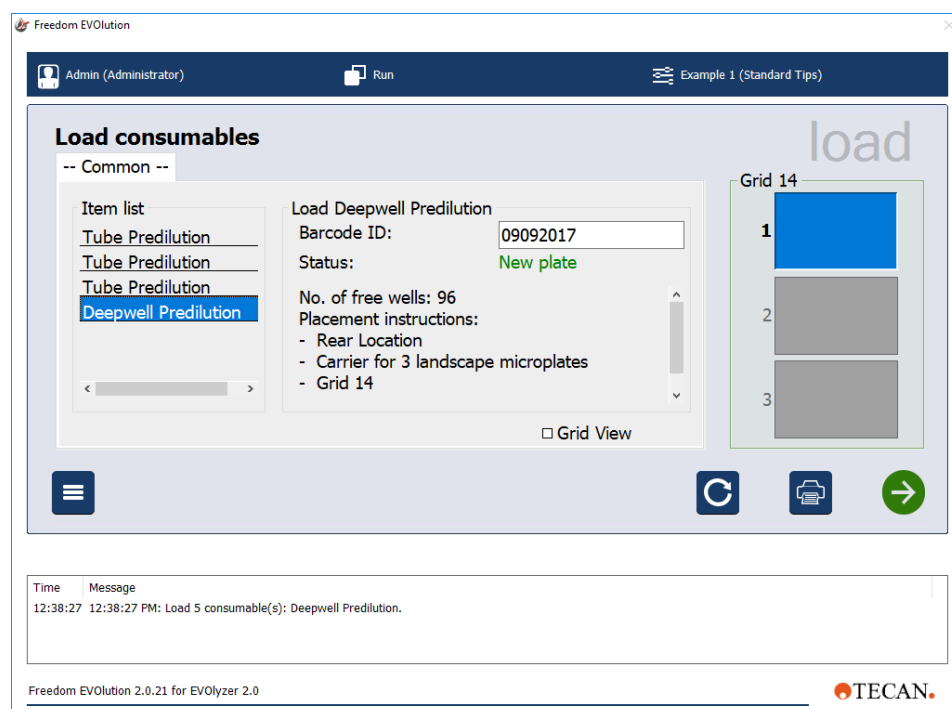 Freedom EVOlution
Admin (Administrator)
Run
Example 1 (Standard Tips)
Load consumables
load
-- Common --
Item list
Tube Predilution
Tube Predilution
Tube Predilution
Deepwell Predilution
Load Deepwell Predilution
Barcode ID:
09092017
Status:
New plate
No. of free wells: 96
Placement instructions:
- Rear Location
- Carrier for 3 landscape microplates
- Grid 14
Grid View
Grid 14
1
2
3
Time Message
12:38:27 12:38:27 PM: Load 5 consumable(s): Deepwell Predilution.
Freedom EVOlution 2.0.21 for EVOlyzer 2.0
TECAN.